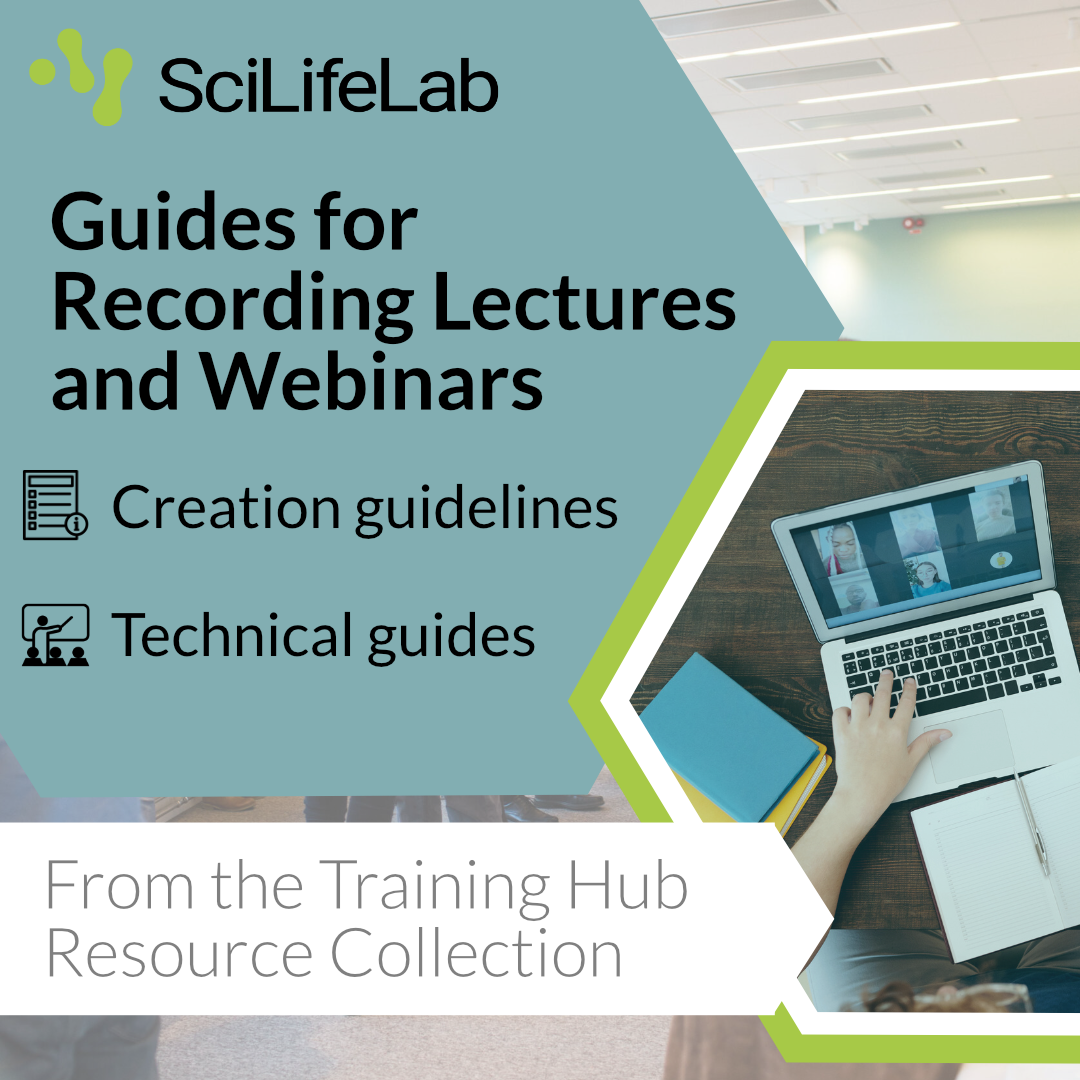 SciLifeLab
Guides for
Recording Lectures
and Webinars
Creation guidelines
Technical guides
From the Training Hub
Resource Collection